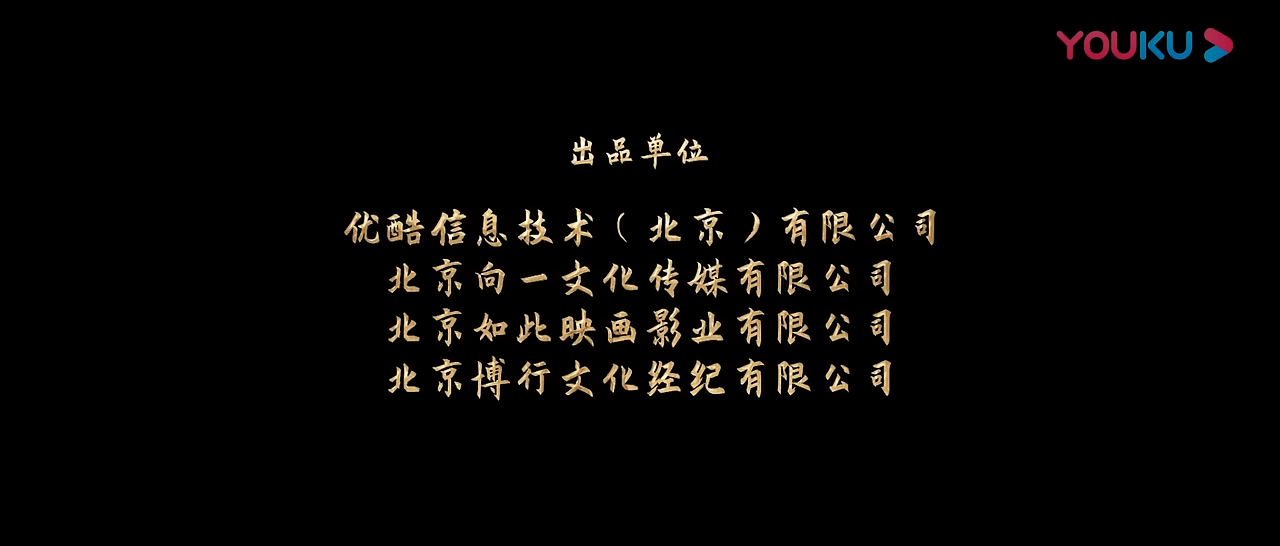 YOUKU
出品单位
优酷信息技术（北京）有限公司
北京向一文化传媒有限公司
北京如此映画影业有限公司
北京博行文化经纪有限公司